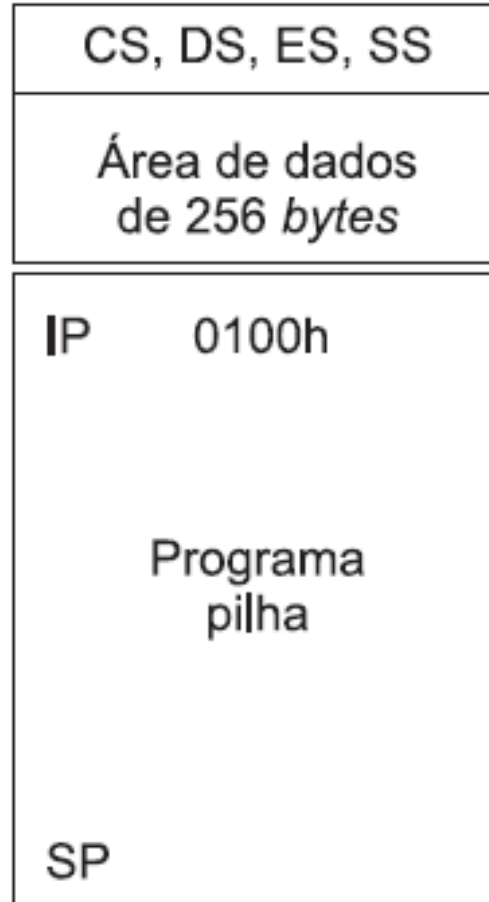 CS, DS, ES, SS
Área de dados
de 256 bytes
IP 0100h
Programa
pilha
SP